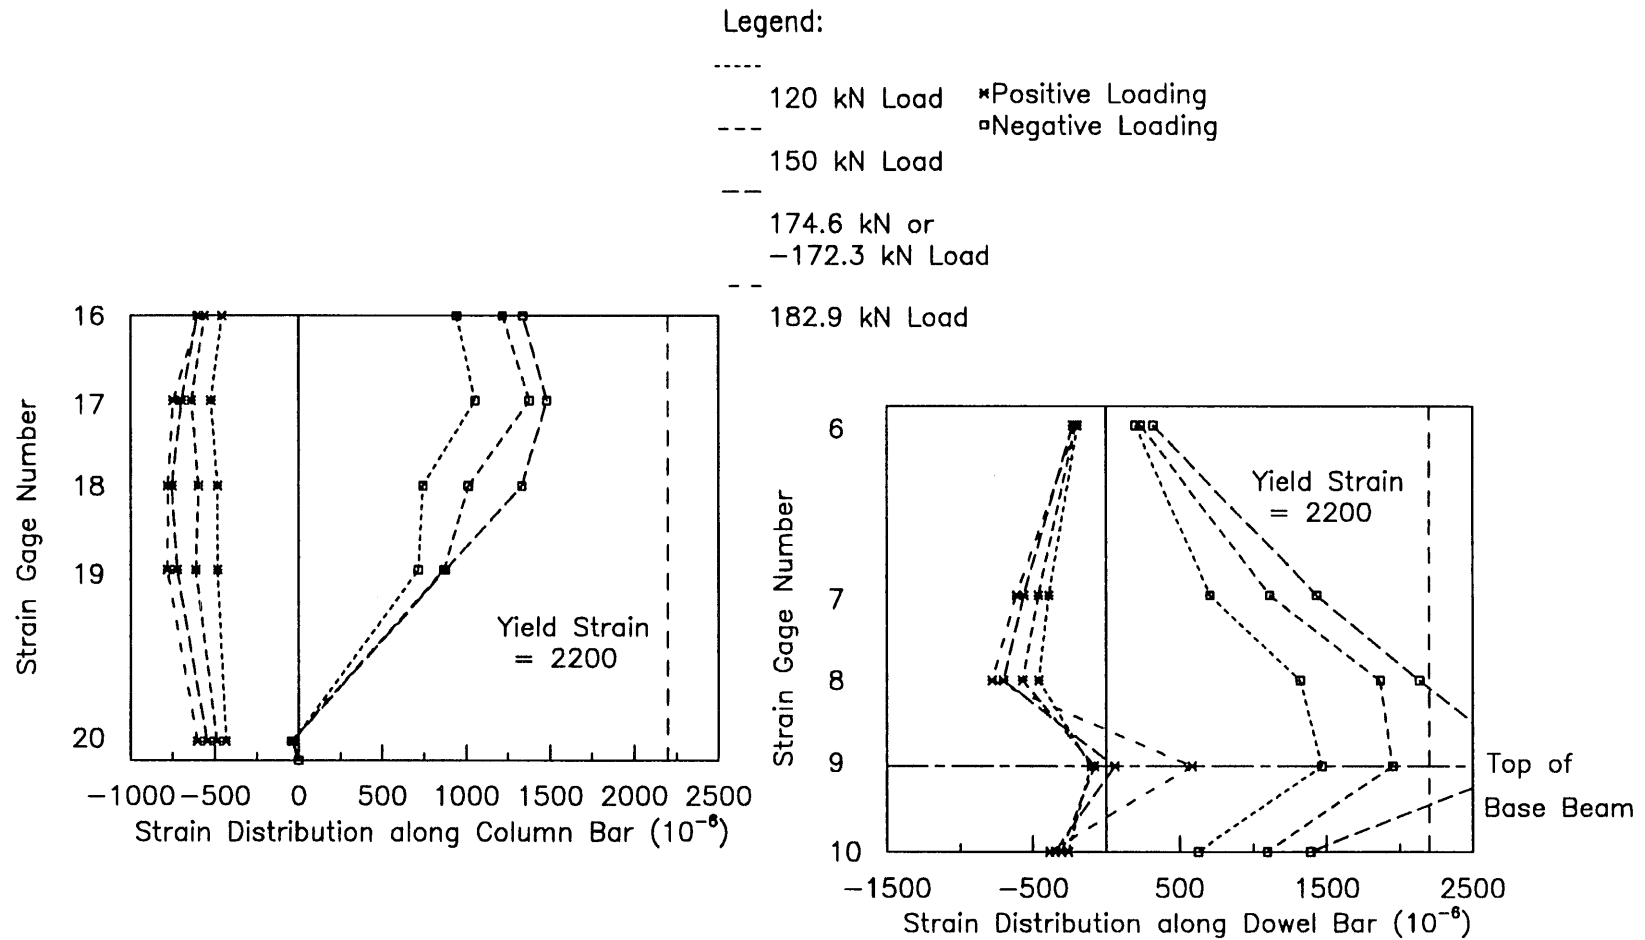 Legend:
120 kN Load
×Positive Loading
Negative Loading
150 kN Load
174.6 kN or
−172.3 kN Load
182.9 kN Load
16
17
18
19
20
Strain Gage Number
Yield Strain
= 2200
−1000 −500 0 500 1000 1500 2000 2500
Strain Distribution along Column Bar (10⁻⁶)
6
7
8
9
10
Strain Gage Number
Yield Strain
= 2200
Top of
Base Beam
−1500 −500 500 1500 2500
Strain Distribution along Dowel Bar (10⁻⁶)